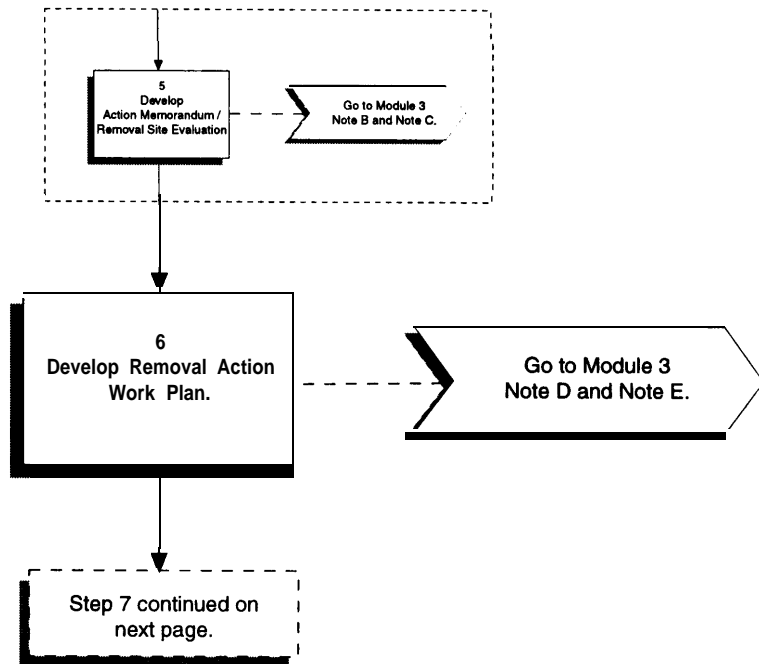 5
Develop
Action Memorandum /
Removal Site Evaluation
Go to Module 3
Note B and Note C.
6
Develop Removal Action
Work Plan.
Go to Module 3
Note D and Note E.
Step 7 continued on
next page.